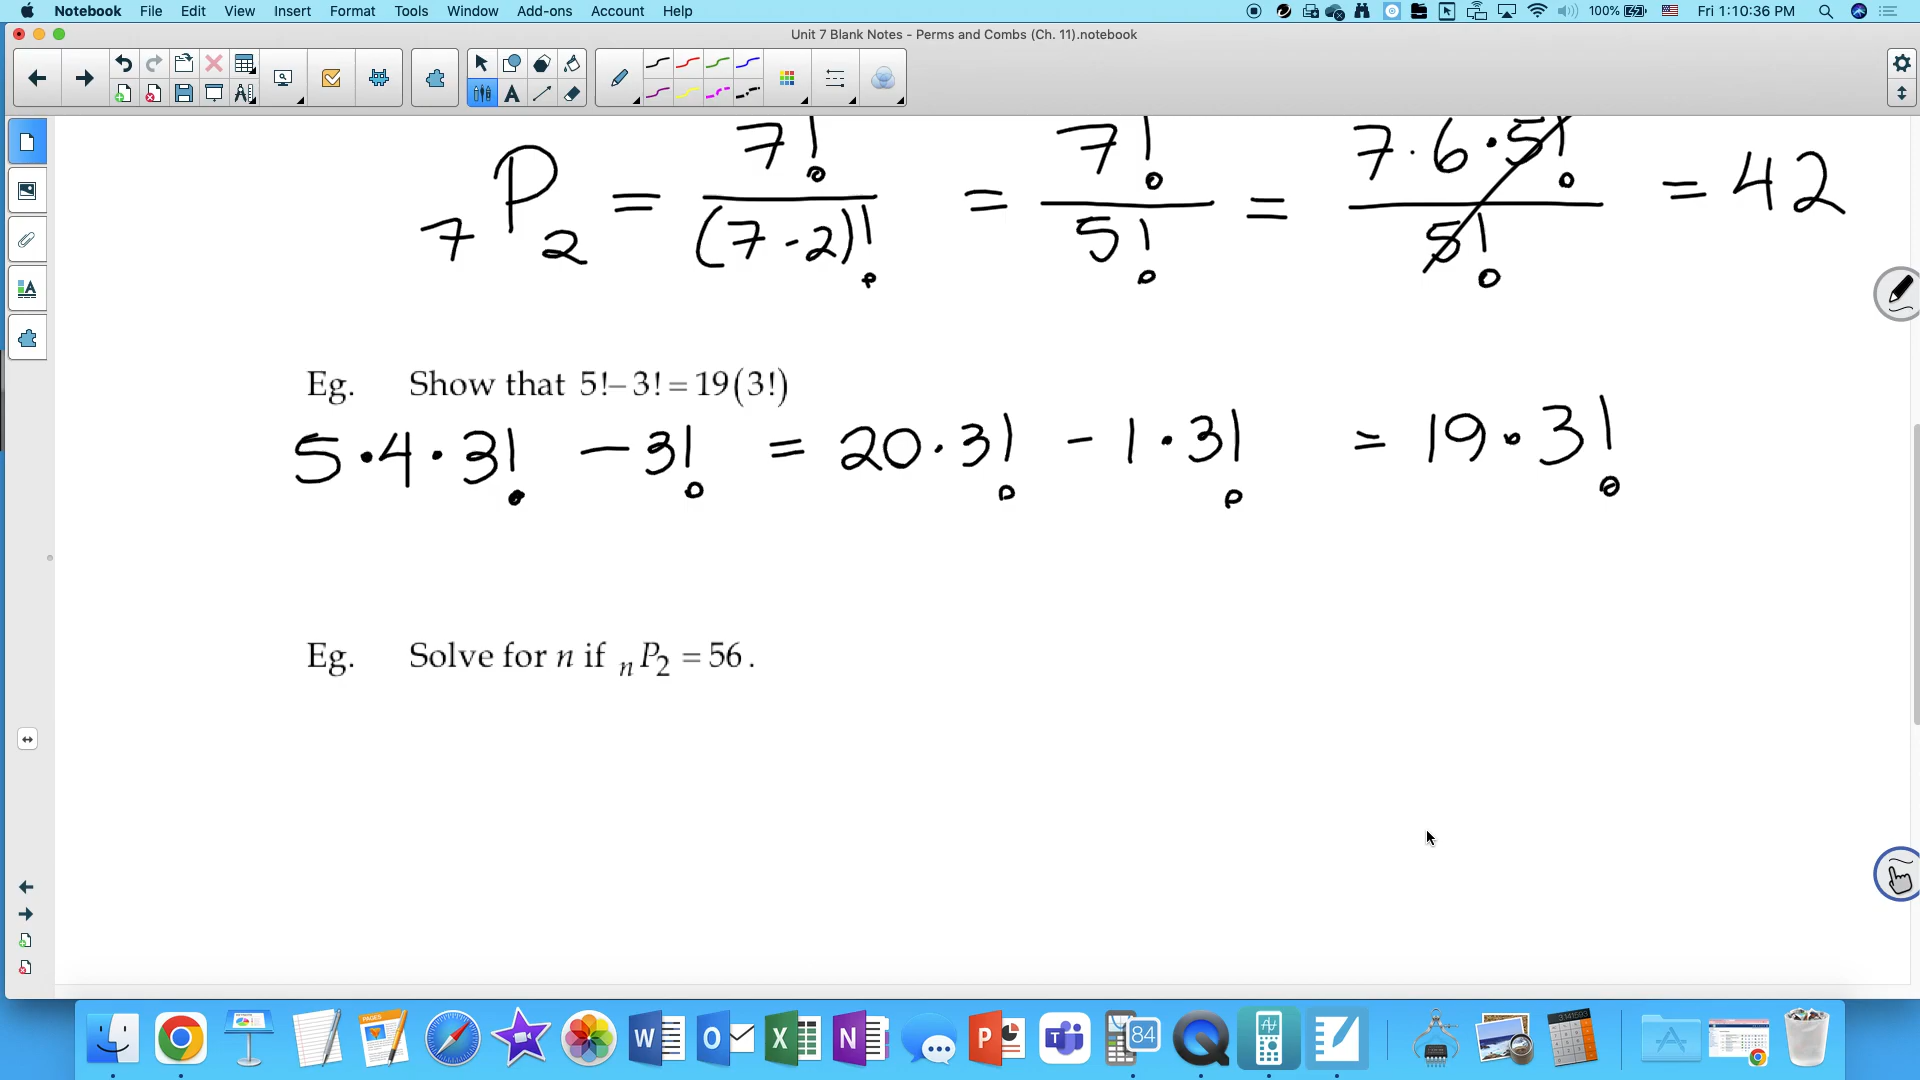 Notebook File Edit View Insert Format Tools Window Add-ons Account Help 100% Fri 1:10:36 PM
Unit 7 Blank Notes - Perms and Combs (Ch. 11).notebook
₇P₂ = 7!/(7-2)! = 7!/5! = 7·6·5!/5! = 42
Eg. Show that 5!–3!=19(3!)
5·4·3! – 3! = 20·3! – 1·3! = 19·3!
Eg. Solve for n if ₙP₂ = 56.